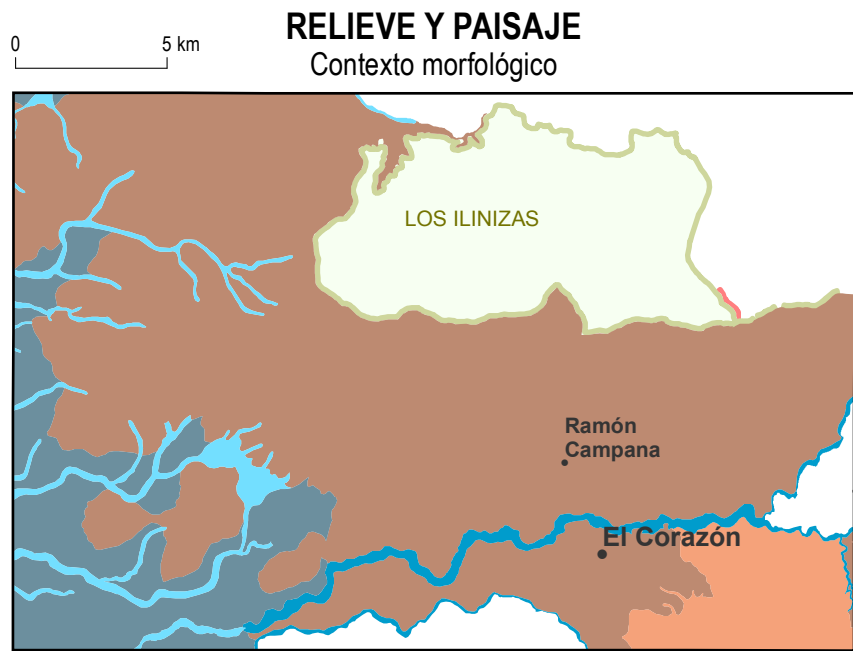 RELIEVE Y PAISAJE
Contexto morfológico
0 5 km
LOS ILINIZAS
Ramón
Campana
El Corazón